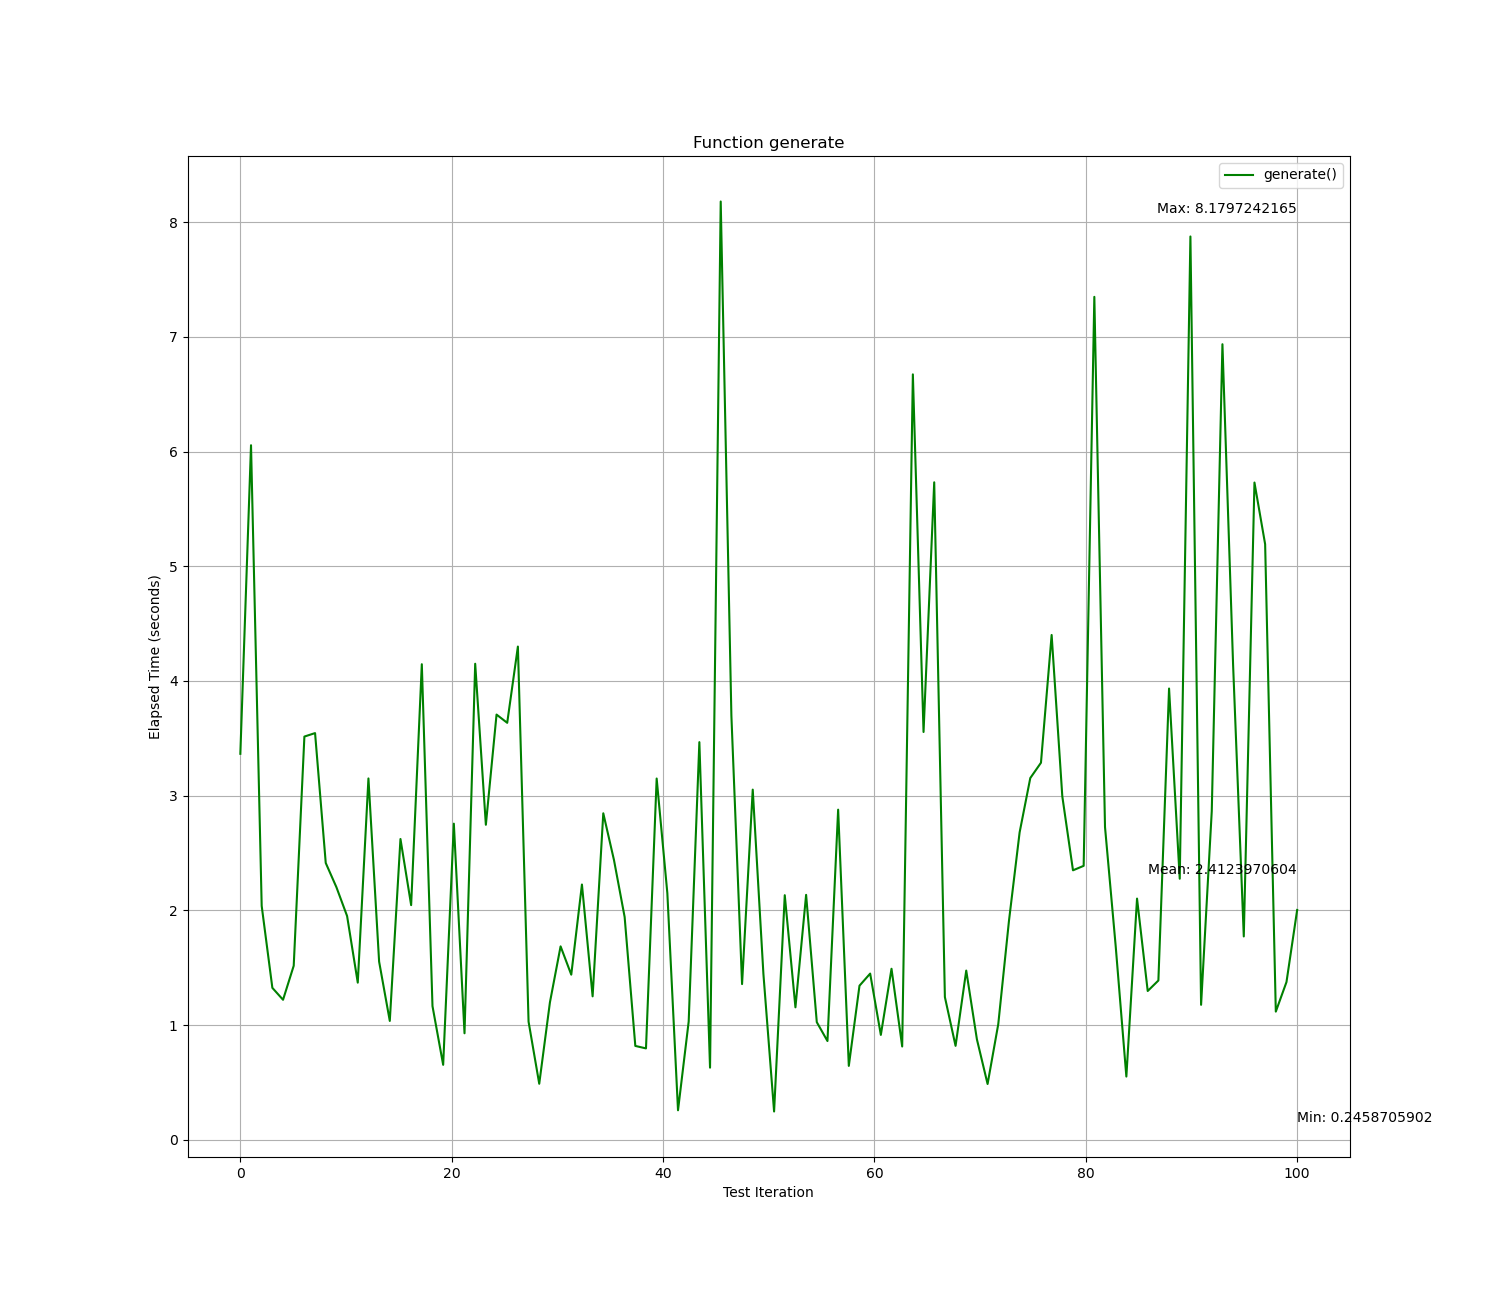 Function generate
generate()
Max: 8.1797242165
8
7
6
5
4
3
2
1
0
Elapsed Time (seconds)
Mean: 2.4123970604
Min: 0.2458705902
0 20 40 60 80 100
Test Iteration